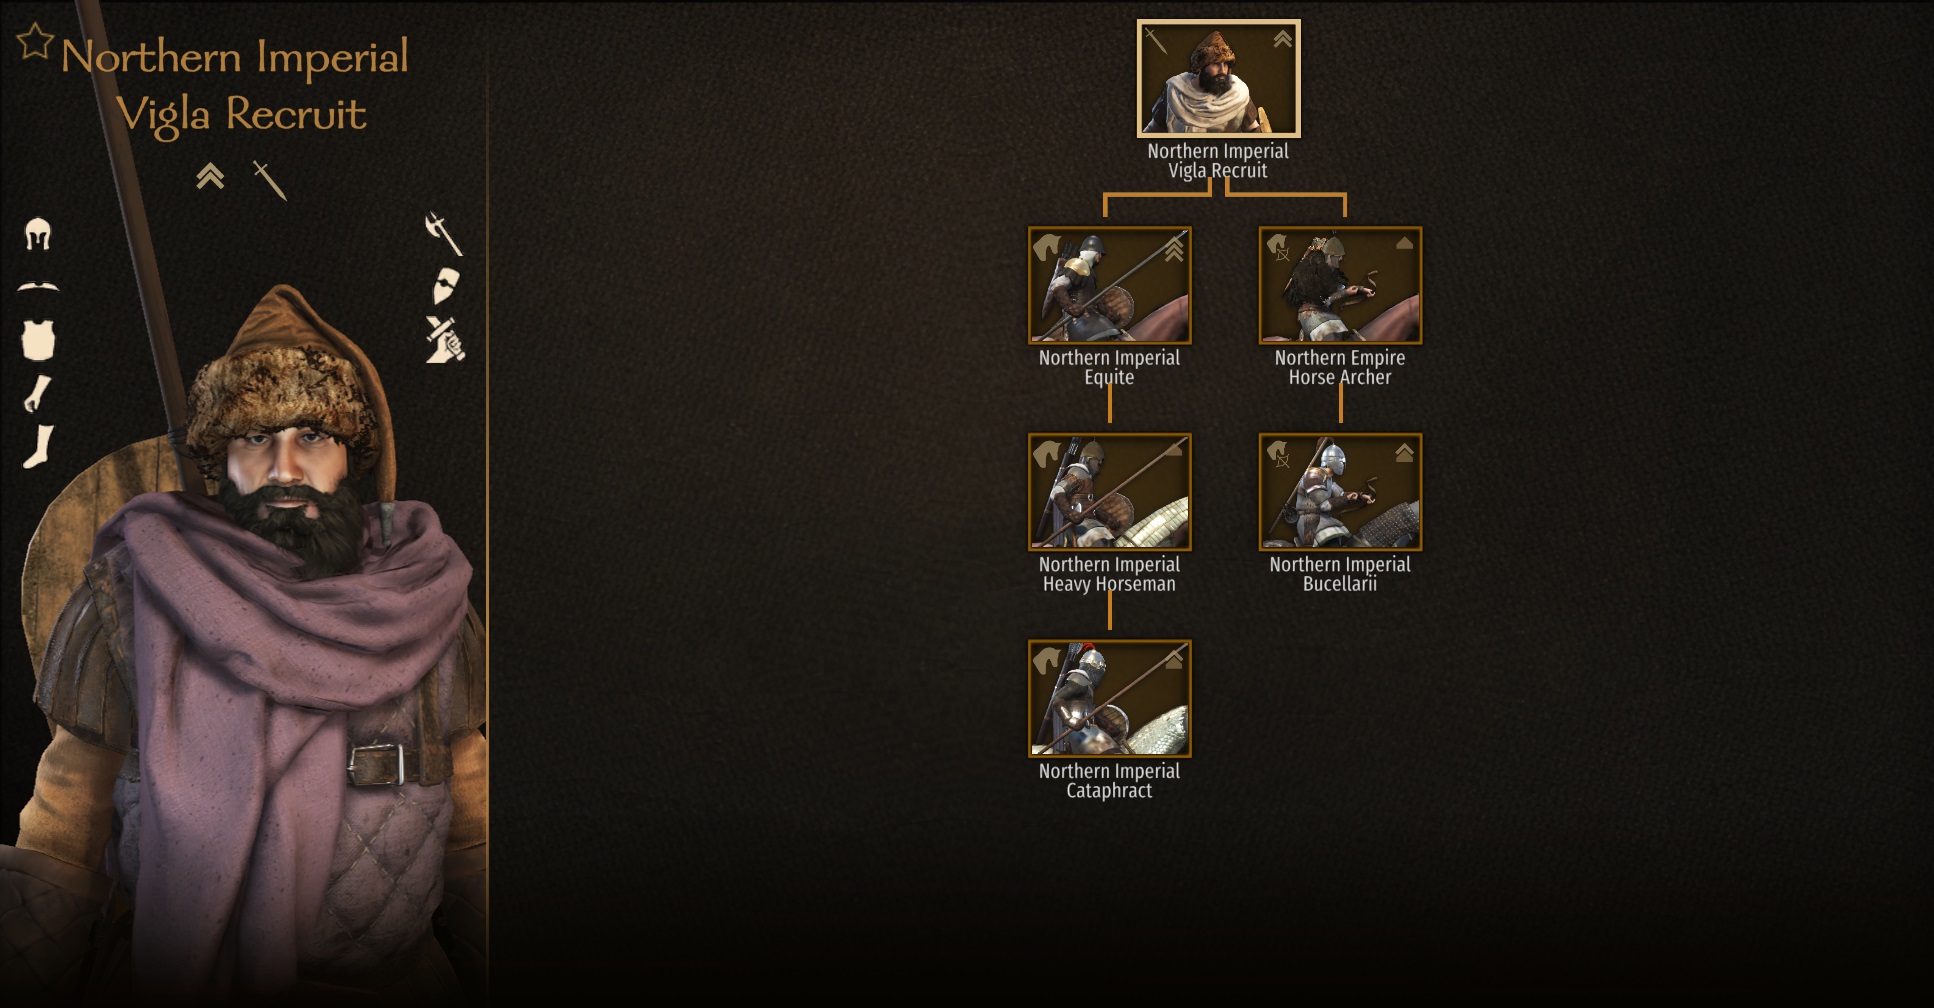 Northern Imperial
Vigla Recruit
Northern Imperial
Vigla Recruit
Northern Imperial
Equite
Northern Empire
Horse Archer
Northern Imperial
Heavy Horseman
Northern Imperial
Bucellarii
Northern Imperial
Cataphract